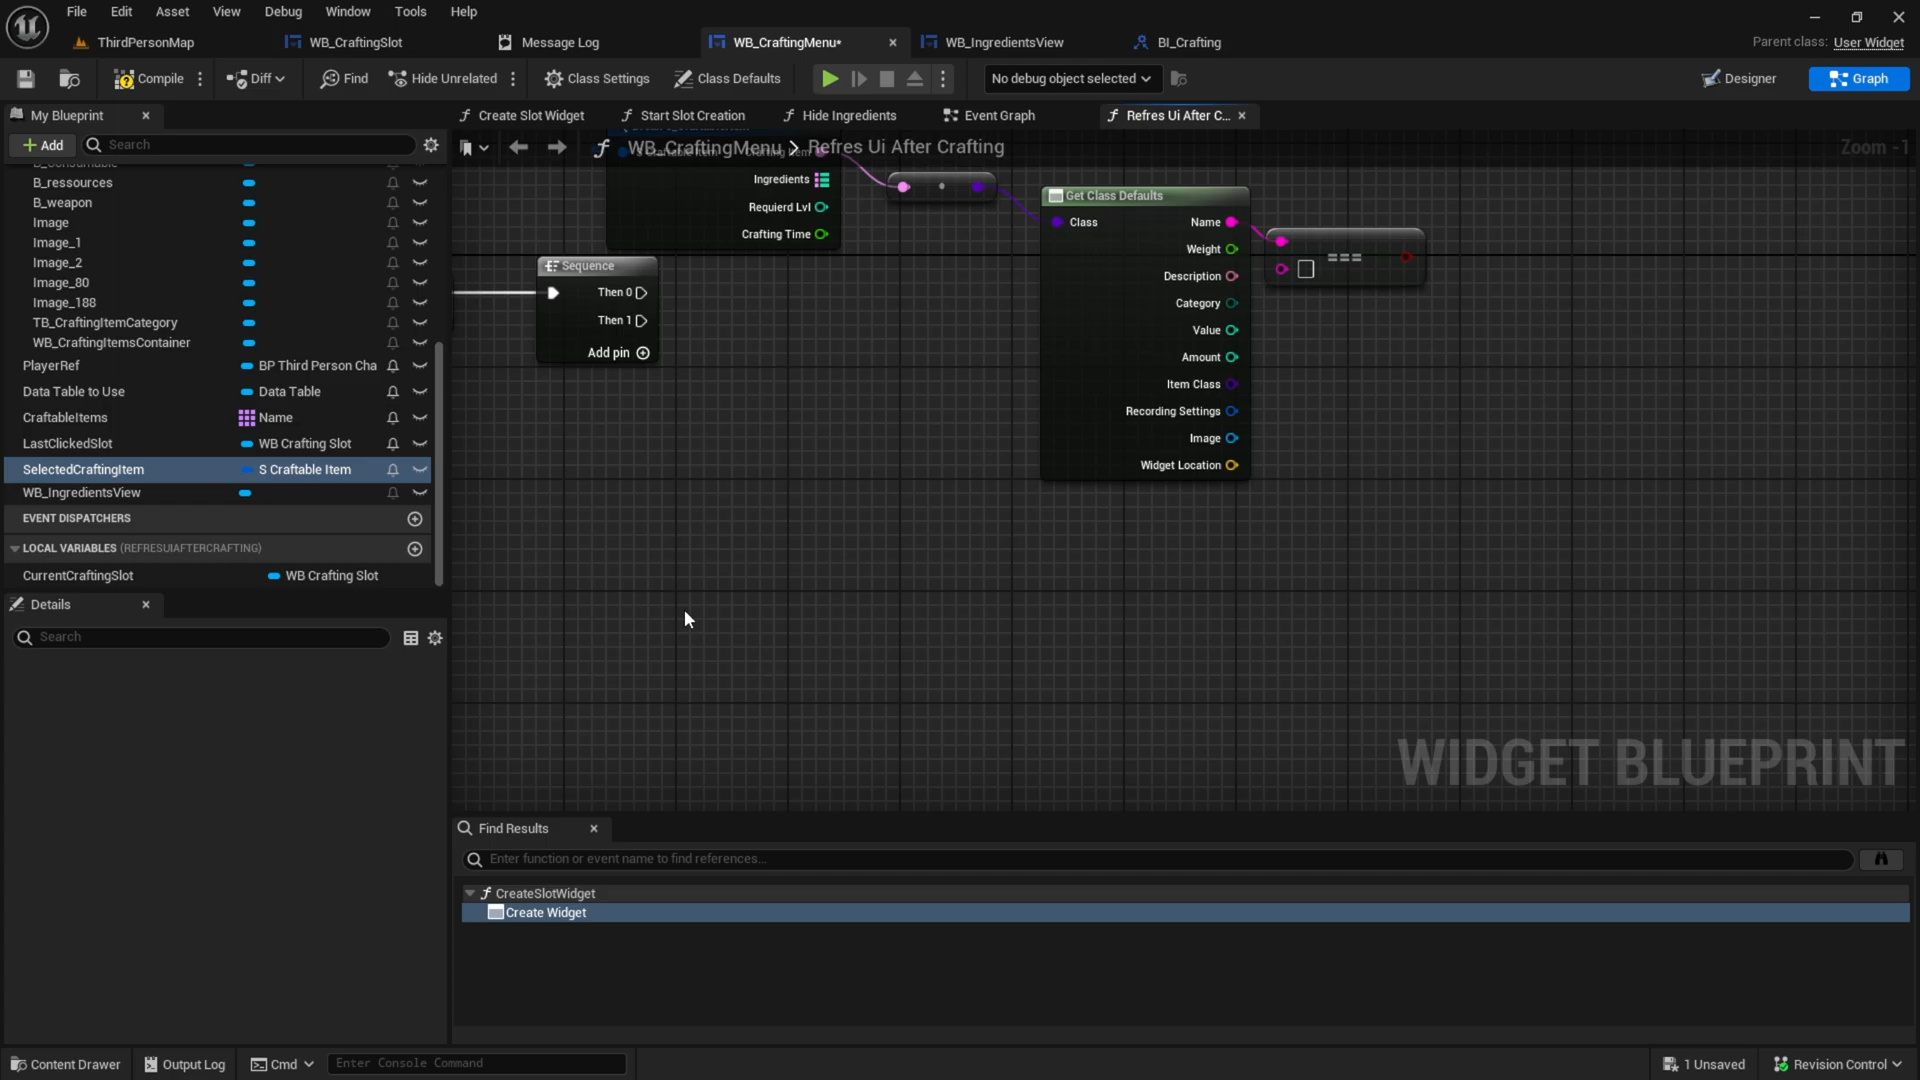 File Edit Asset View Debug Window Tools Help
ThirdPersonMap WB_CraftingSlot Message Log WB_CraftingMenu* WB_IngredientsView BI_Crafting Parent class: User Widget
Compile Diff Find Hide Unrelated Class Settings Class Defaults No debug object selected Designer Graph
My Blueprint Create Slot Widget Start Slot Creation Hide Ingredients Event Graph Refres Ui After C...
Add Search WB_CraftingMenu > Refres Ui After Crafting Zoom -1
B_ressources
B_weapon
Image
Image_1
Image_2
Image_80
Image_188
TB_CraftingItemCategory
WB_CraftingItemsContainer
PlayerRef BP Third Person Cha
Data Table to Use Data Table
CraftableItems Name
LastClickedSlot WB Crafting Slot
SelectedCraftingItem S Craftable Item
WB_IngredientsView
EVENT DISPATCHERS
LOCAL VARIABLES (REFRESUIAFTERCRAFTING)
CurrentCraftingSlot WB Crafting Slot
Details
Search
Ingredients
Requierd Lvl
Crafting Time
Sequence
Then 0
Then 1
Add pin
Get Class Defaults
Class Name
Weight
Description
Category
Value
Amount
Item Class
Recording Settings
Image
Widget Location
===
WIDGET BLUEPRINT
Find Results
Enter function or event name to find references...
CreateSlotWidget
Create Widget
Content Drawer Output Log Cmd Enter Console Command 1 Unsaved Revision Control